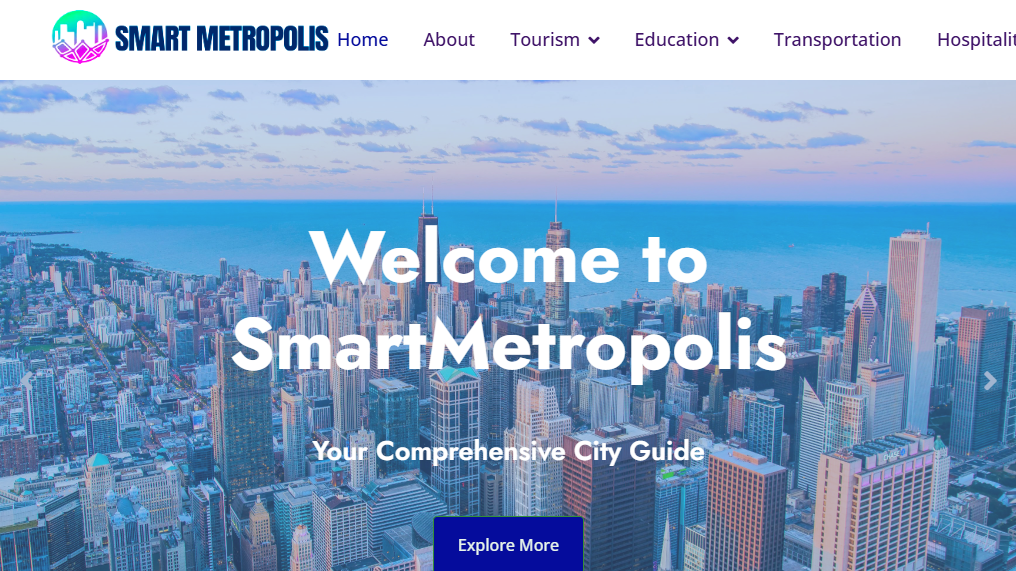 SMART METROPOLIS
Home About Tourism Education Transportation Hospitalit
Welcome to
SmartMetropolis
Your Comprehensive City Guide
Explore More